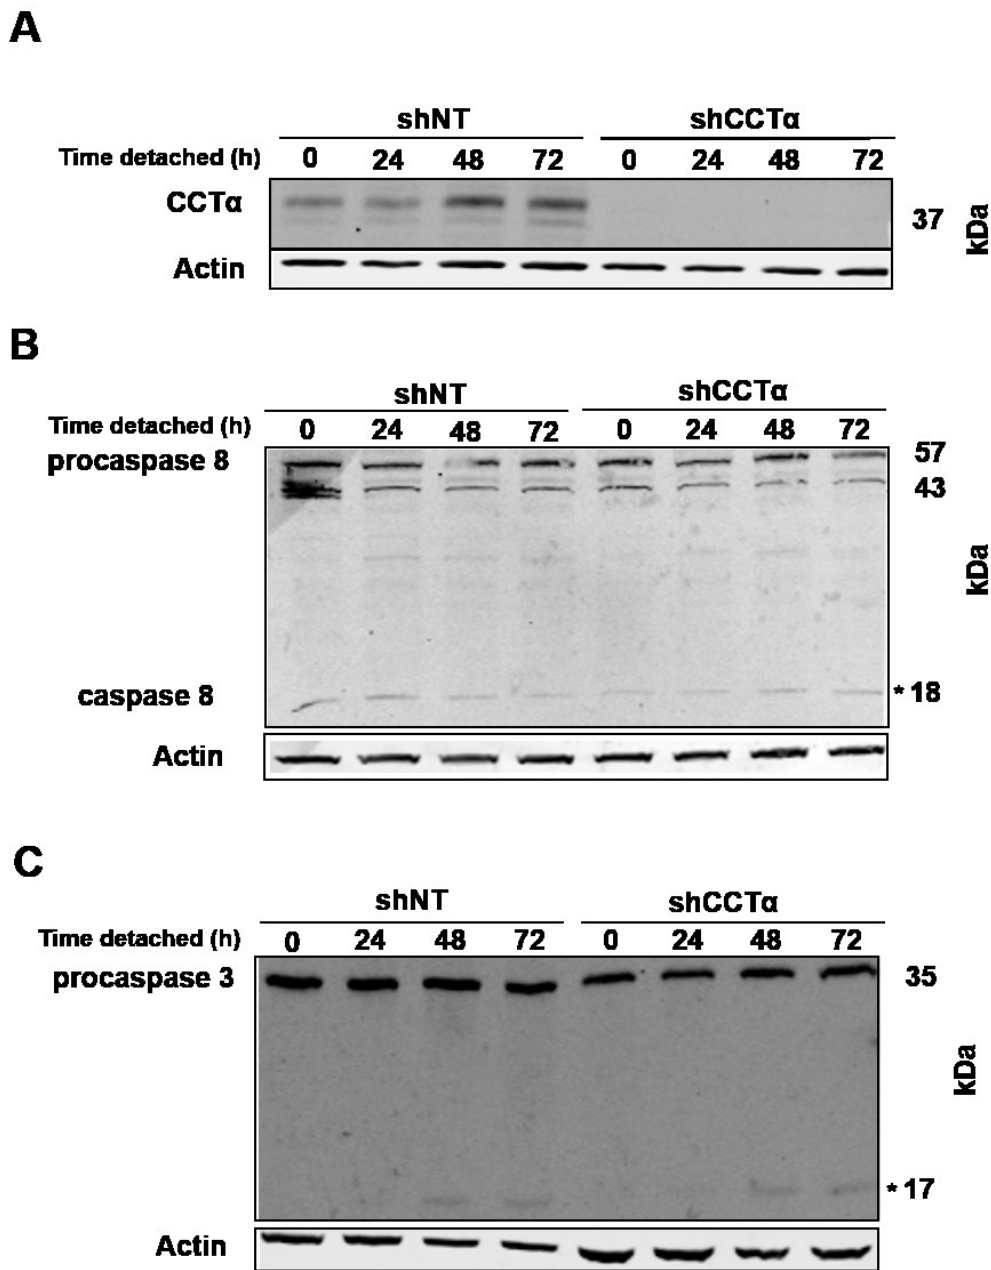 A
shNT shCCTα
Time detached (h) 0 24 48 72 0 24 48 72
CCTα
37
kDa
Actin
B
shNT shCCTα
Time detached (h) 0 24 48 72 0 24 48 72
procaspase 8 57
43
kDa
caspase 8 * 18
Actin
C
shNT shCCTα
Time detached (h) 0 24 48 72 0 24 48 72
procaspase 3 35
kDa
* 17
Actin